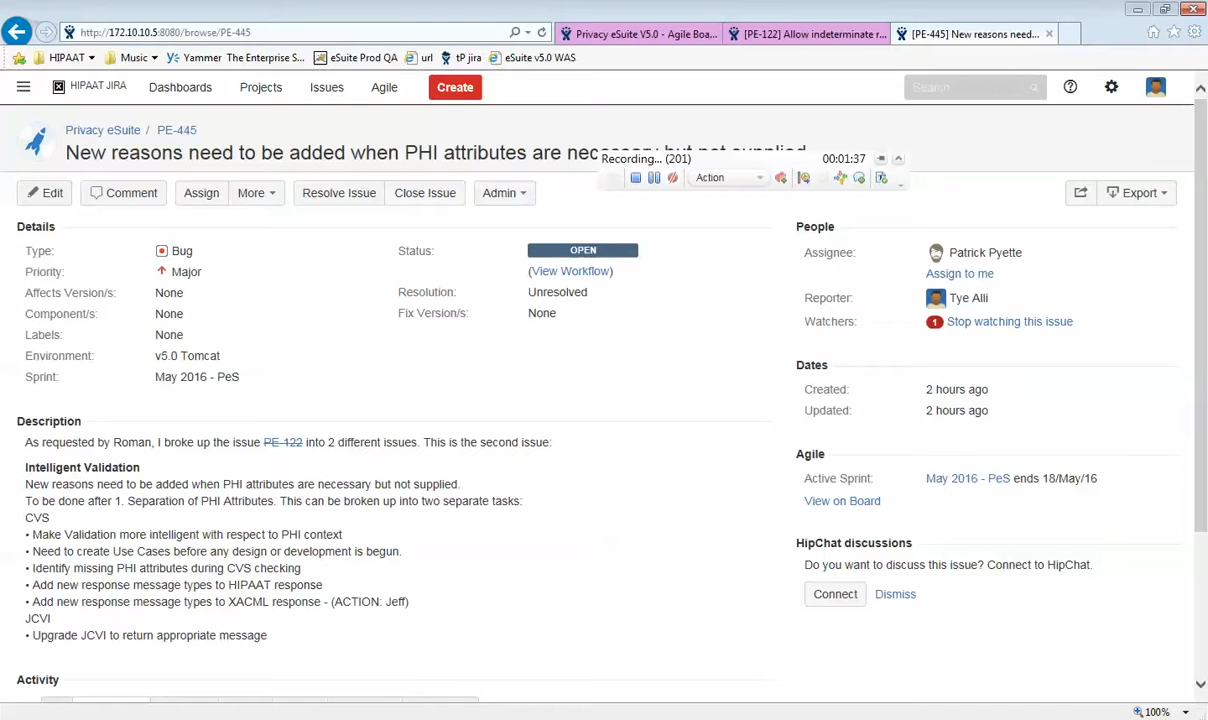 http://172.10.10.5:8080/browse/PE-445
Privacy eSuite V5.0 - Agile Boa...
[PE-122] Allow indeterminate r...
[PE-445] New reasons need...
HIPAAT
Music
Yammer The Enterprise S...
eSuite Prod QA
url
tP jira
eSuite v5.0 WAS
HIPAAT JIRA
Dashboards
Projects
Issues
Agile
Create
Search
Privacy eSuite / PE-445
New reasons need to be added when PHI attributes are necessary but not supplied
Recording... (201)
00:01:37
Action
Edit
Comment
Assign
More
Resolve Issue
Close Issue
Admin
Export
Details
Type: Bug
Status: OPEN
Priority: Major
(View Workflow)
Affects Version/s: None
Resolution: Unresolved
Component/s: None
Fix Version/s: None
Labels: None
Environment: v5.0 Tomcat
Sprint: May 2016 - PeS
People
Assignee: Patrick Pyette
Assign to me
Reporter: Tye Alli
Watchers: 1 Stop watching this issue
Dates
Created: 2 hours ago
Updated: 2 hours ago
Description
As requested by Roman, I broke up the issue PE-122 into 2 different issues. This is the second issue:
Intelligent Validation
New reasons need to be added when PHI attributes are necessary but not supplied.
To be done after 1. Separation of PHI Attributes. This can be broken up into two separate tasks:
CVS
• Make Validation more intelligent with respect to PHI context
• Need to create Use Cases before any design or development is begun.
• Identify missing PHI attributes during CVS checking
• Add new response message types to HIPAAT response
• Add new response message types to XACML response - (ACTION: Jeff)
JCVI
• Upgrade JCVI to return appropriate message
Agile
Active Sprint: May 2016 - PeS ends 18/May/16
View on Board
HipChat discussions
Do you want to discuss this issue? Connect to HipChat.
Connect
Dismiss
Activity
100%